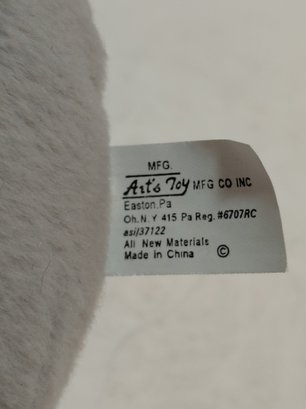 MFG.
Art's Toy MFG CO INC
Easton.Pa
Oh.N.Y 415 Pa Reg. #6707RC
asi/37122
All New Materials
Made In China ©